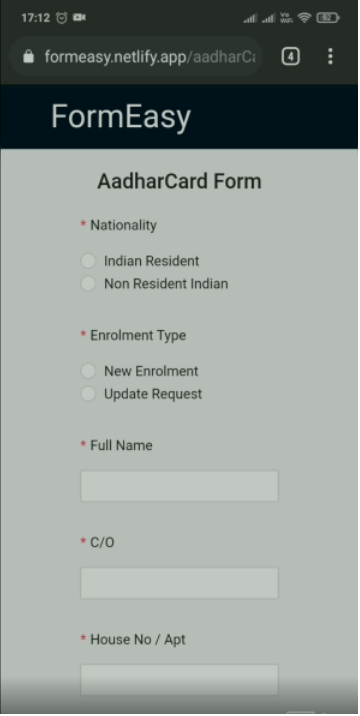 17:12
Vo
WiFi
52
formeasy.netlify.app/aadharCa
4
FormEasy
AadharCard Form
* Nationality
Indian Resident
Non Resident Indian
* Enrolment Type
New Enrolment
Update Request
* Full Name
* C/O
* House No / Apt